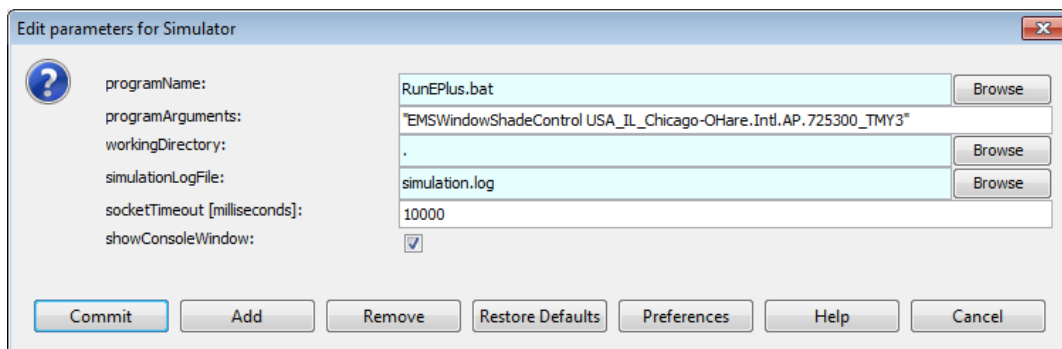 Edit parameters for Simulator
programName: RunEPlus.bat Browse
programArguments: "EMSWindowShadeControl USA_IL_Chicago-OHare.Intl.AP.725300_TMY3"
workingDirectory: . Browse
simulationLogFile: simulation.log Browse
socketTimeout [milliseconds]: 10000
showConsoleWindow:
Commit Add Remove Restore Defaults Preferences Help Cancel